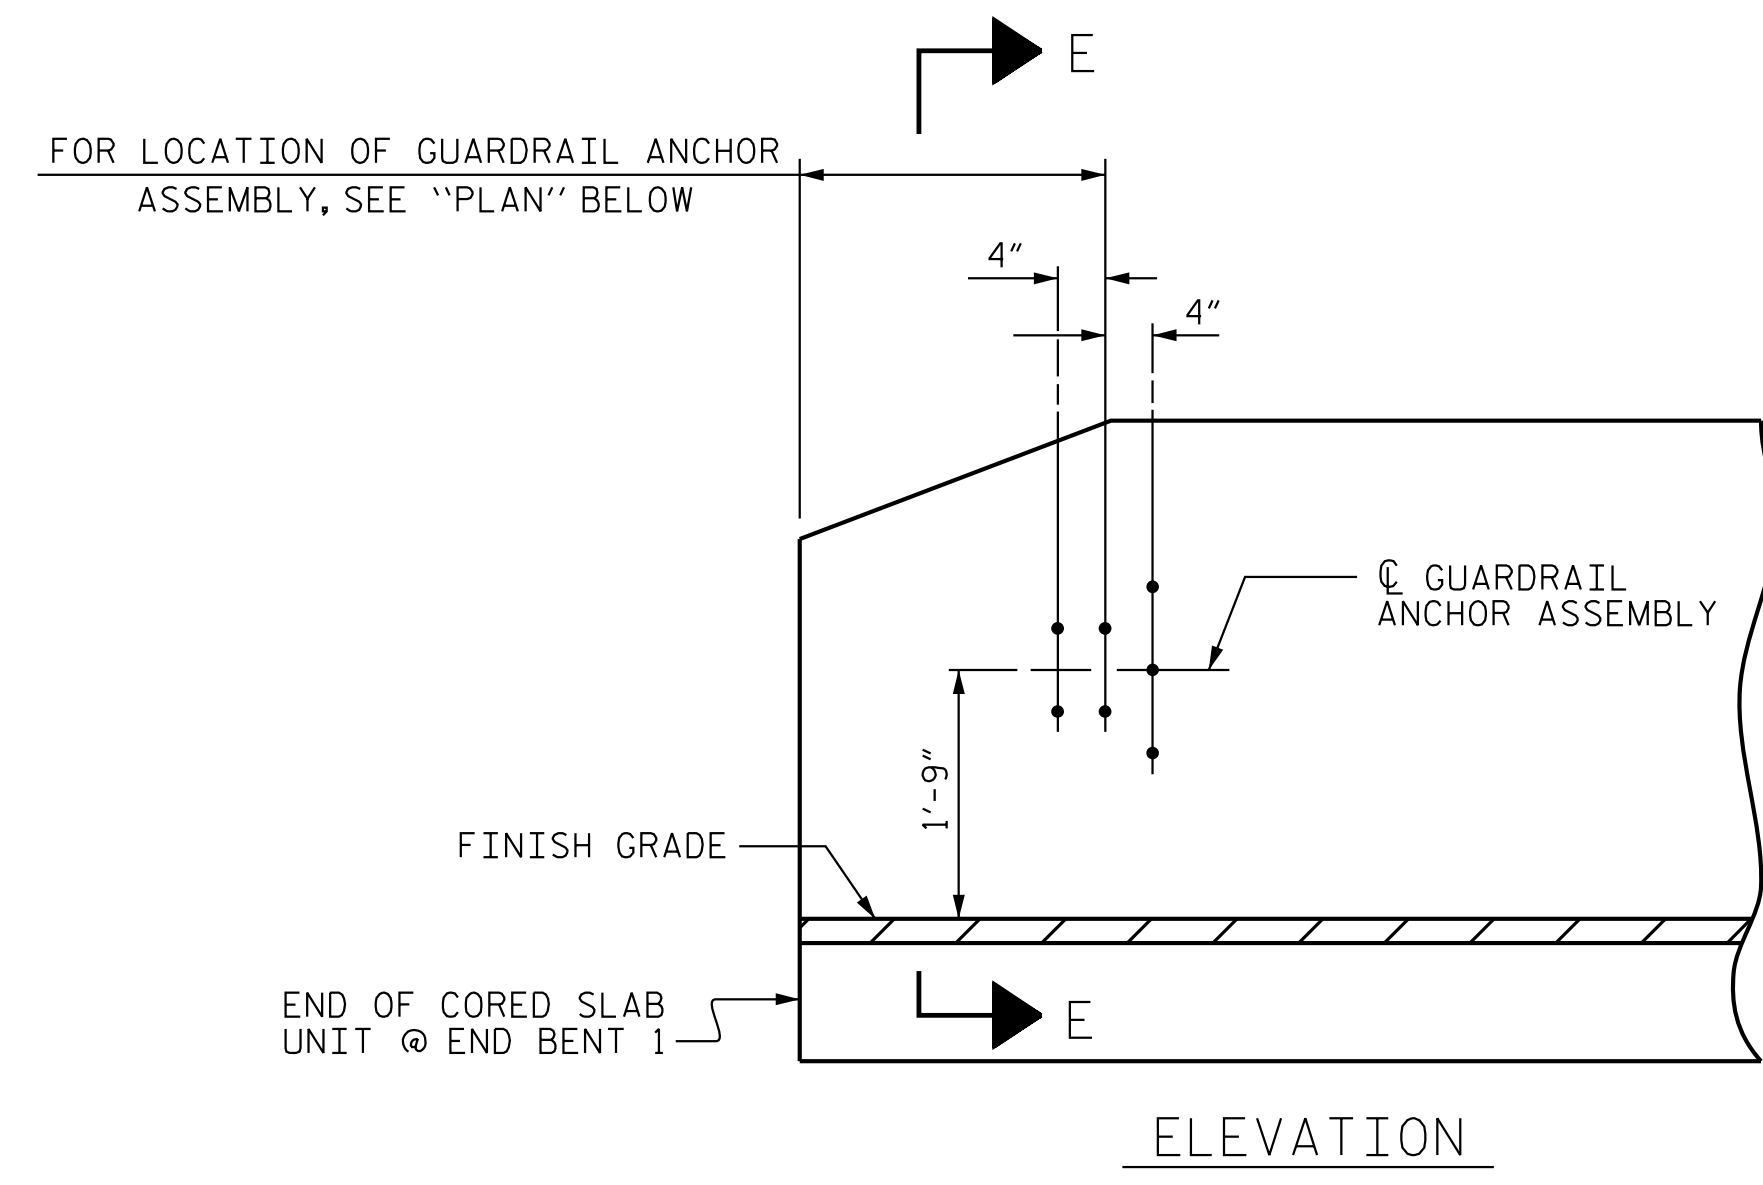 E
FOR LOCATION OF GUARDRAIL ANCHOR
ASSEMBLY, SEE "PLAN" BELOW
4"
4"
℄ GUARDRAIL
ANCHOR ASSEMBLY
1'-9"
FINISH GRADE
END OF CORED SLAB
UNIT @ END BENT 1
E
ELEVATION